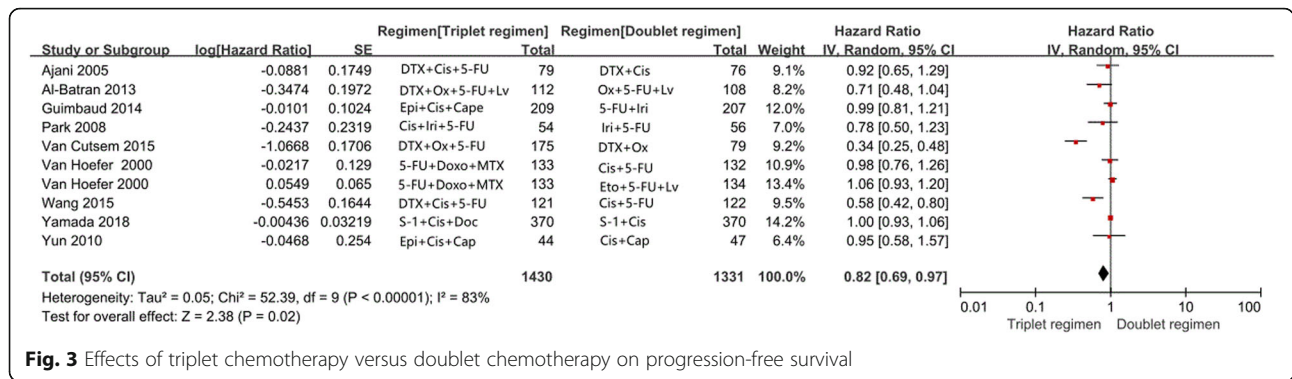 Regimen[Triplet regimen] Regimen[Doublet regimen] Hazard Ratio Hazard Ratio
Study or Subgroup log[Hazard Ratio] SE Total Total Weight IV, Random, 95% CI IV, Random, 95% CI
Ajani 2005 -0.0881 0.1749 DTX+Cis+5-FU 79 DTX+Cis 76 9.1% 0.92 [0.65, 1.29]
Al-Batran 2013 -0.3474 0.1972 DTX+Ox+5-FU+Lv 112 Ox+5-FU+Lv 108 8.2% 0.71 [0.48, 1.04]
Guimbaud 2014 -0.0101 0.1024 Epi+Cis+Cape 209 5-FU+Iri 207 12.0% 0.99 [0.81, 1.21]
Park 2008 -0.2437 0.2319 Cis+Iri+5-FU 54 Iri+5-FU 56 7.0% 0.78 [0.50, 1.23]
Van Cutsem 2015 -1.0668 0.1706 DTX+Ox+5-FU 175 DTX+Ox 79 9.2% 0.34 [0.25, 0.48]
Van Hoefer 2000 -0.0217 0.129 5-FU+Doxo+MTX 133 Cis+5-FU 132 10.9% 0.98 [0.76, 1.26]
Van Hoefer 2000 0.0549 0.065 5-FU+Doxo+MTX 133 Eto+5-FU+Lv 134 13.4% 1.06 [0.93, 1.20]
Wang 2015 -0.5453 0.1644 DTX+Cis+5-FU 121 Cis+5-FU 122 9.5% 0.58 [0.42, 0.80]
Yamada 2018 -0.00436 0.03219 S-1+Cis+Doc 370 S-1+Cis 370 14.2% 1.00 [0.93, 1.06]
Yun 2010 -0.0468 0.254 Epi+Cis+Cap 44 Cis+Cap 47 6.4% 0.95 [0.58, 1.57]
Total (95% CI) 1430 1331 100.0% 0.82 [0.69, 0.97]
Heterogeneity: Tau² = 0.05; Chi² = 52.39, df = 9 (P < 0.00001); I² = 83%
Test for overall effect: Z = 2.38 (P = 0.02)
0.01 0.1 1 10 100
Triplet regimen Doublet regimen
Fig. 3 Effects of triplet chemotherapy versus doublet chemotherapy on progression-free survival